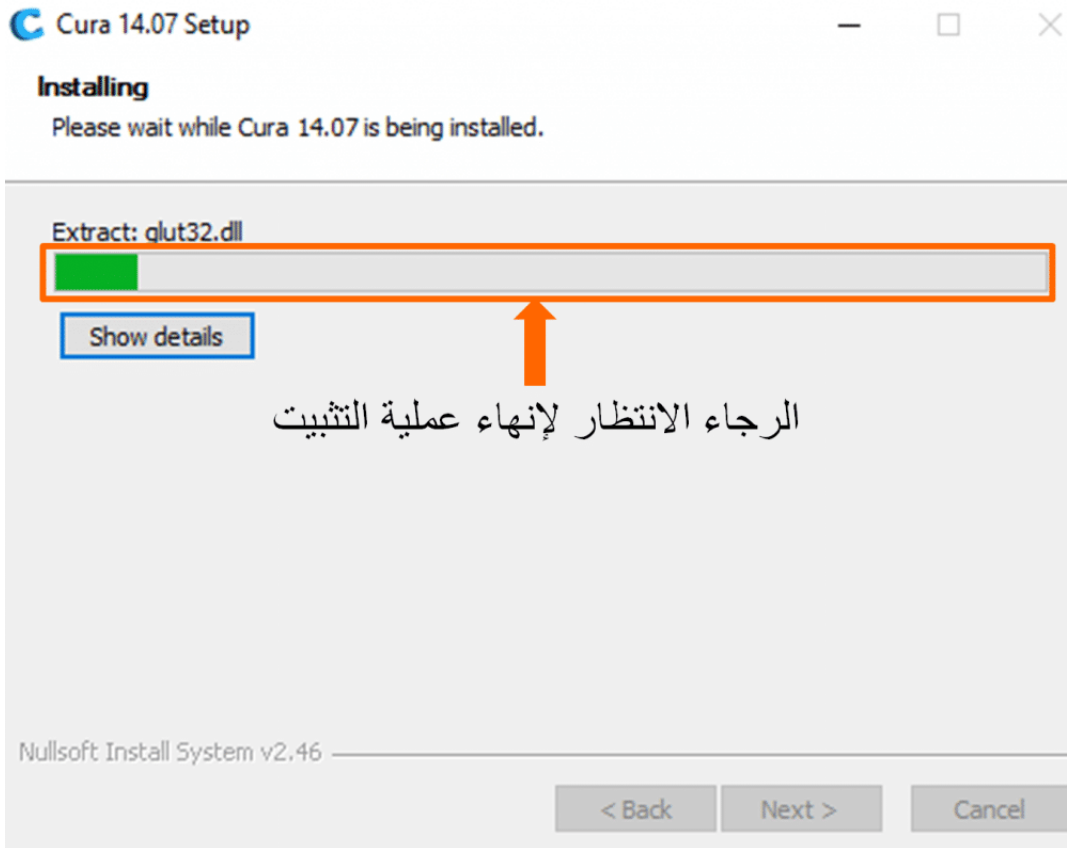 Cura 14.07 Setup
Installing
Please wait while Cura 14.07 is being installed.
Extract: glut32.dll
Show details
الرجاء الانتظار لإنهاء عملية التثبيت
Nullsoft Install System v2.46
< Back Next > Cancel